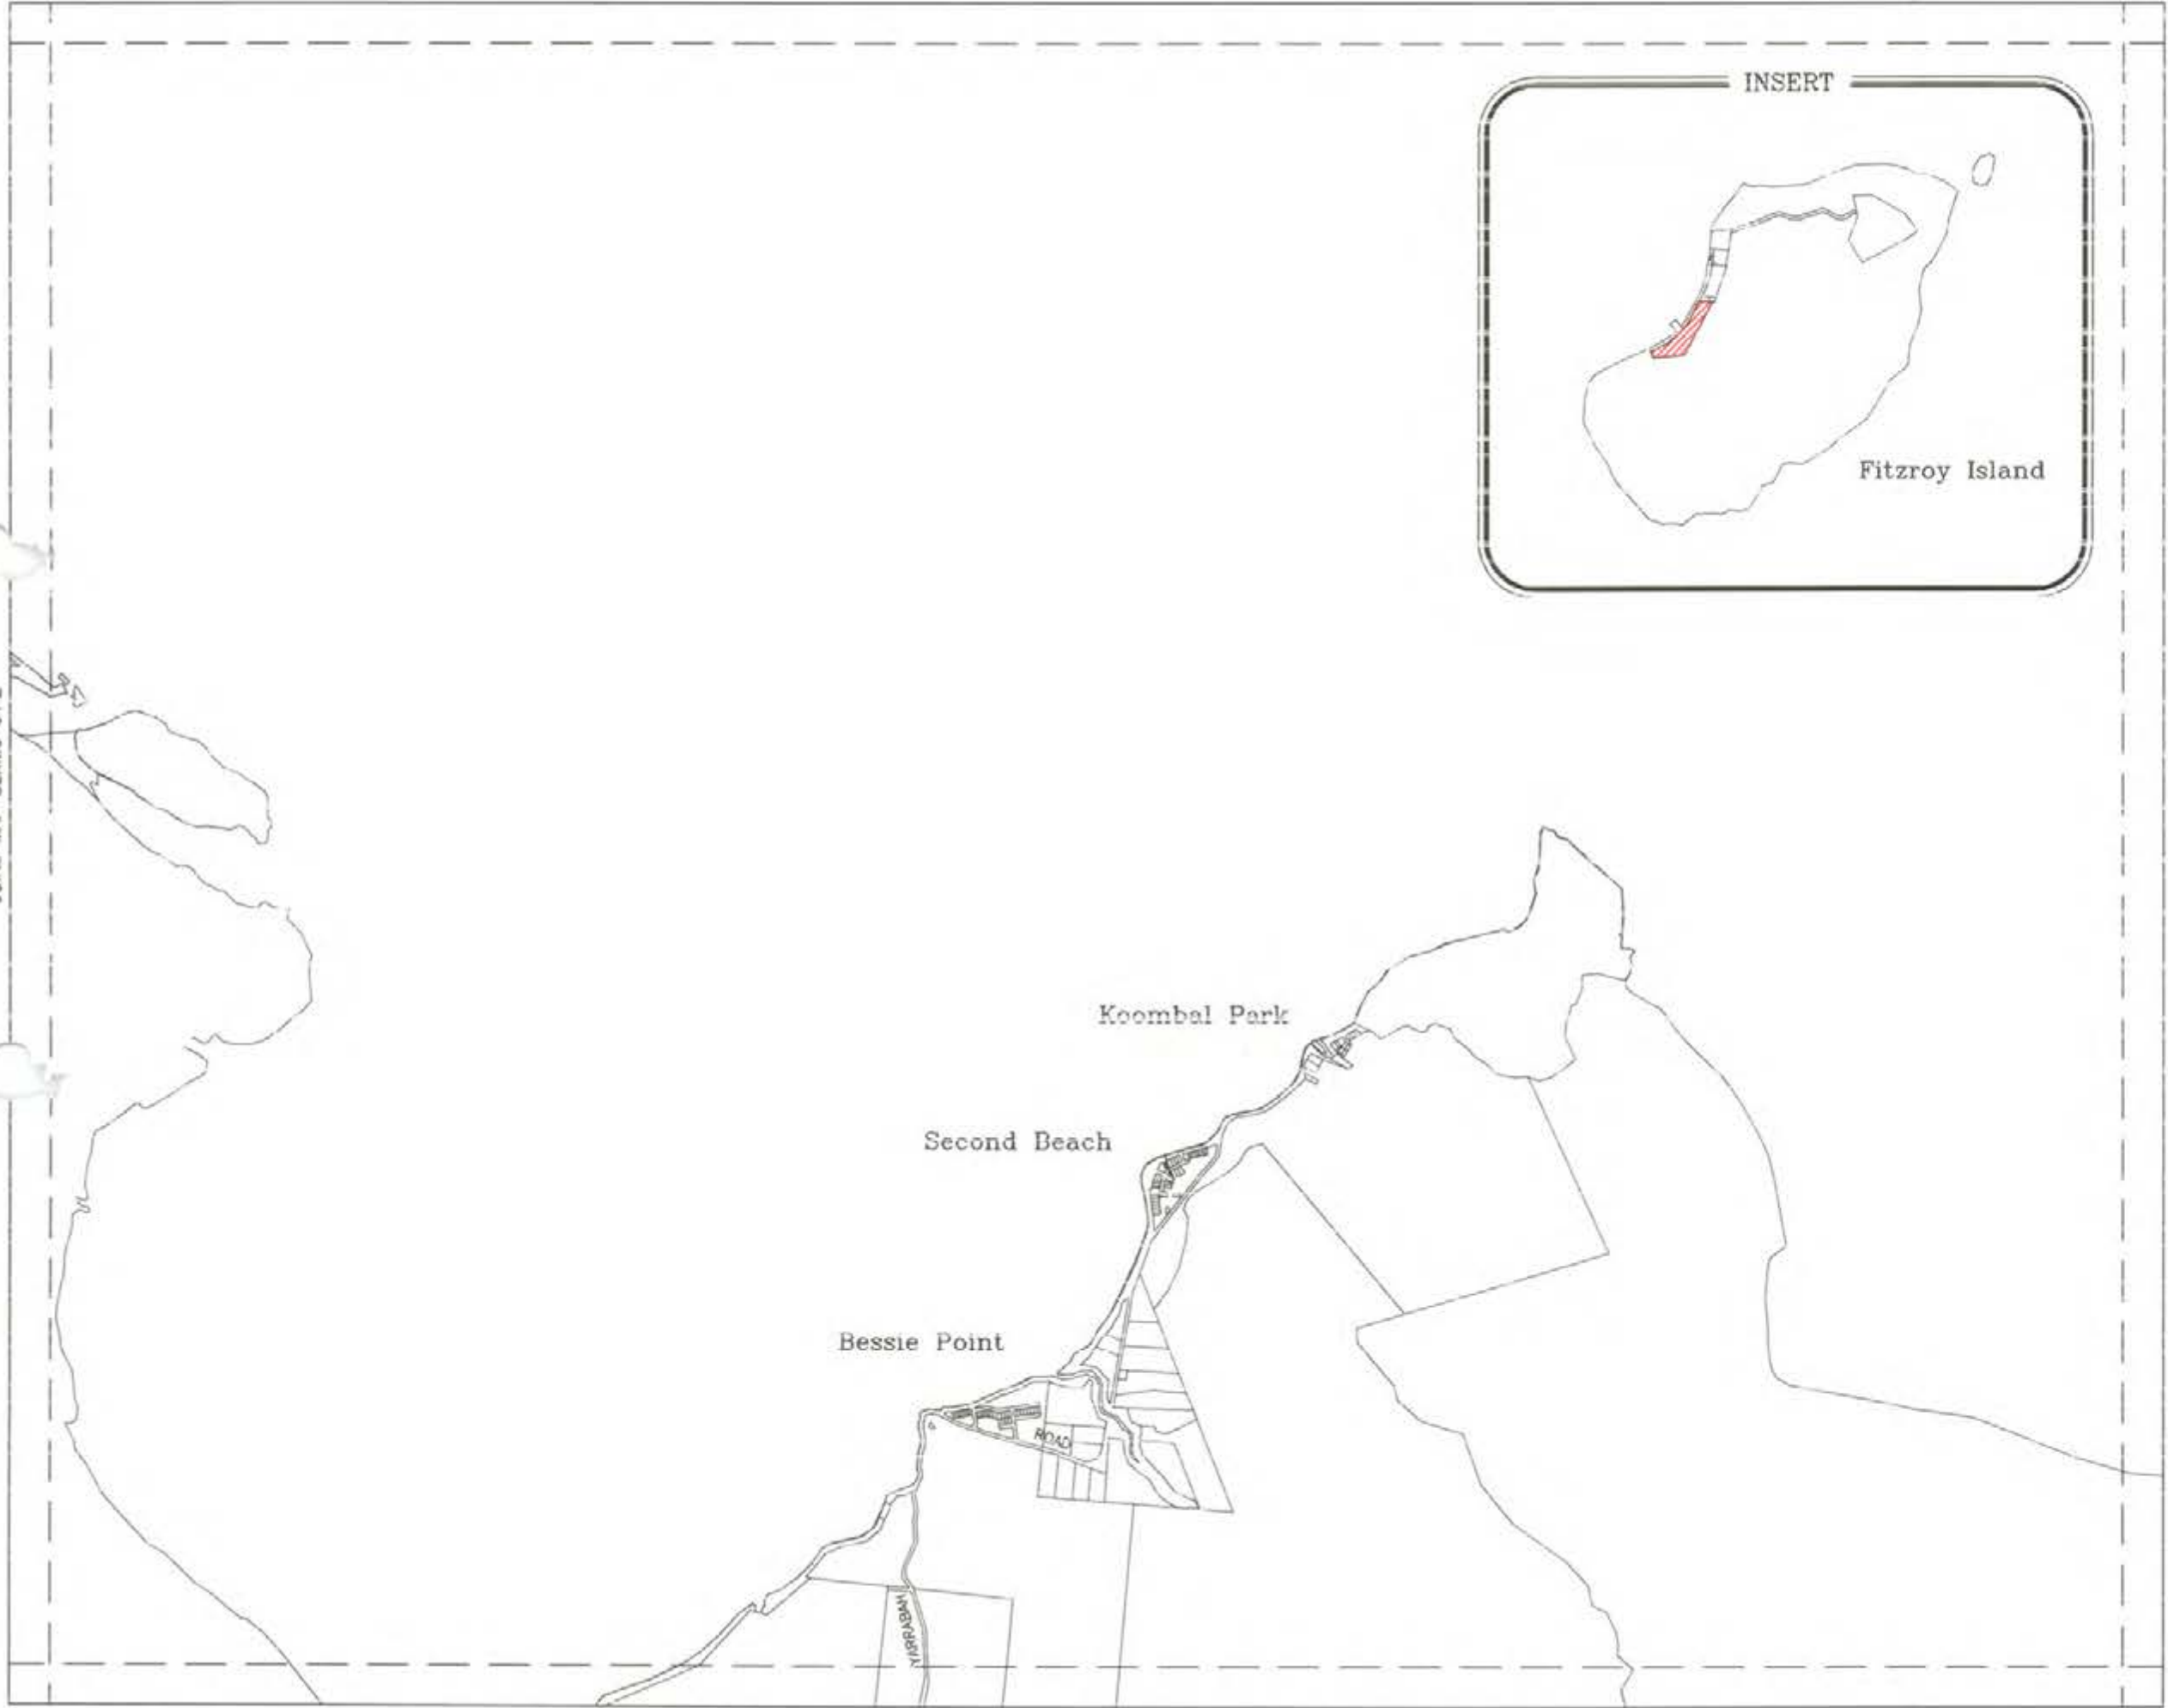 INSERT
Fitzroy Island
Koombal Park
Second Beach
Bessie Point
ROAD
YARRABAH